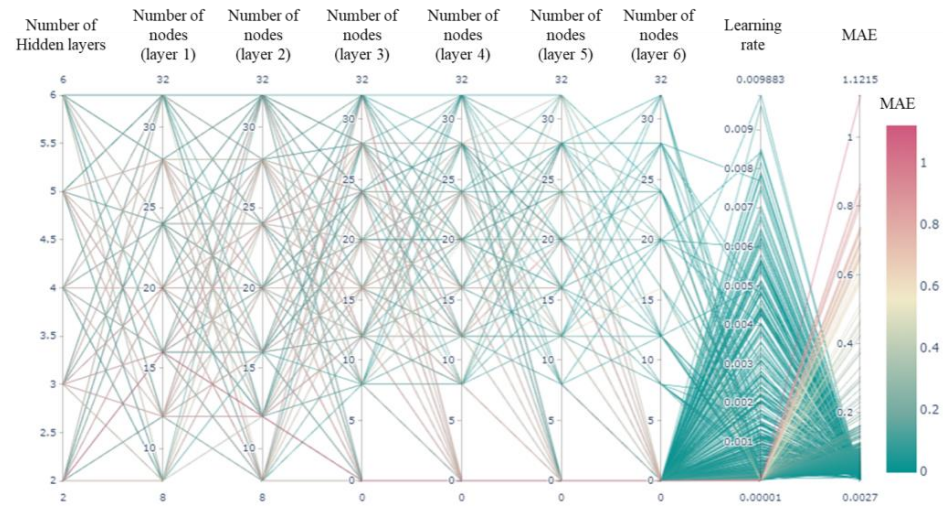 Number of
Hidden layers
Number of
nodes
(layer 1)
Number of
nodes
(layer 2)
Number of
nodes
(layer 3)
Number of
nodes
(layer 4)
Number of
nodes
(layer 5)
Number of
nodes
(layer 6)
Learning
rate
MAE
6 32 32 32 32 32 32 0.009883 1.1215
6
5.5
5
4.5
4
3.5
3
2.5
2
30
25
20
15
10
30
25
20
15
10
30
25
20
15
10
5
0
30
25
20
15
10
5
0
30
25
20
15
10
5
0
30
25
20
15
10
5
0
0.009
0.008
0.007
0.006
0.005
0.004
0.003
0.002
0.001
1
0.8
0.6
0.4
0.2
2 8 8 0 0 0 0 0.00001 0.0027
MAE
1
0.8
0.6
0.4
0.2
0